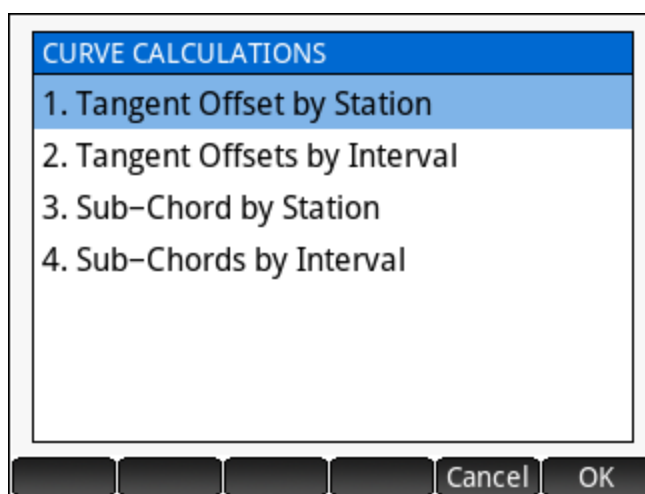 CURVE CALCULATIONS
1. Tangent Offset by Station
2. Tangent Offsets by Interval
3. Sub−Chord by Station
4. Sub−Chords by Interval
Cancel OK